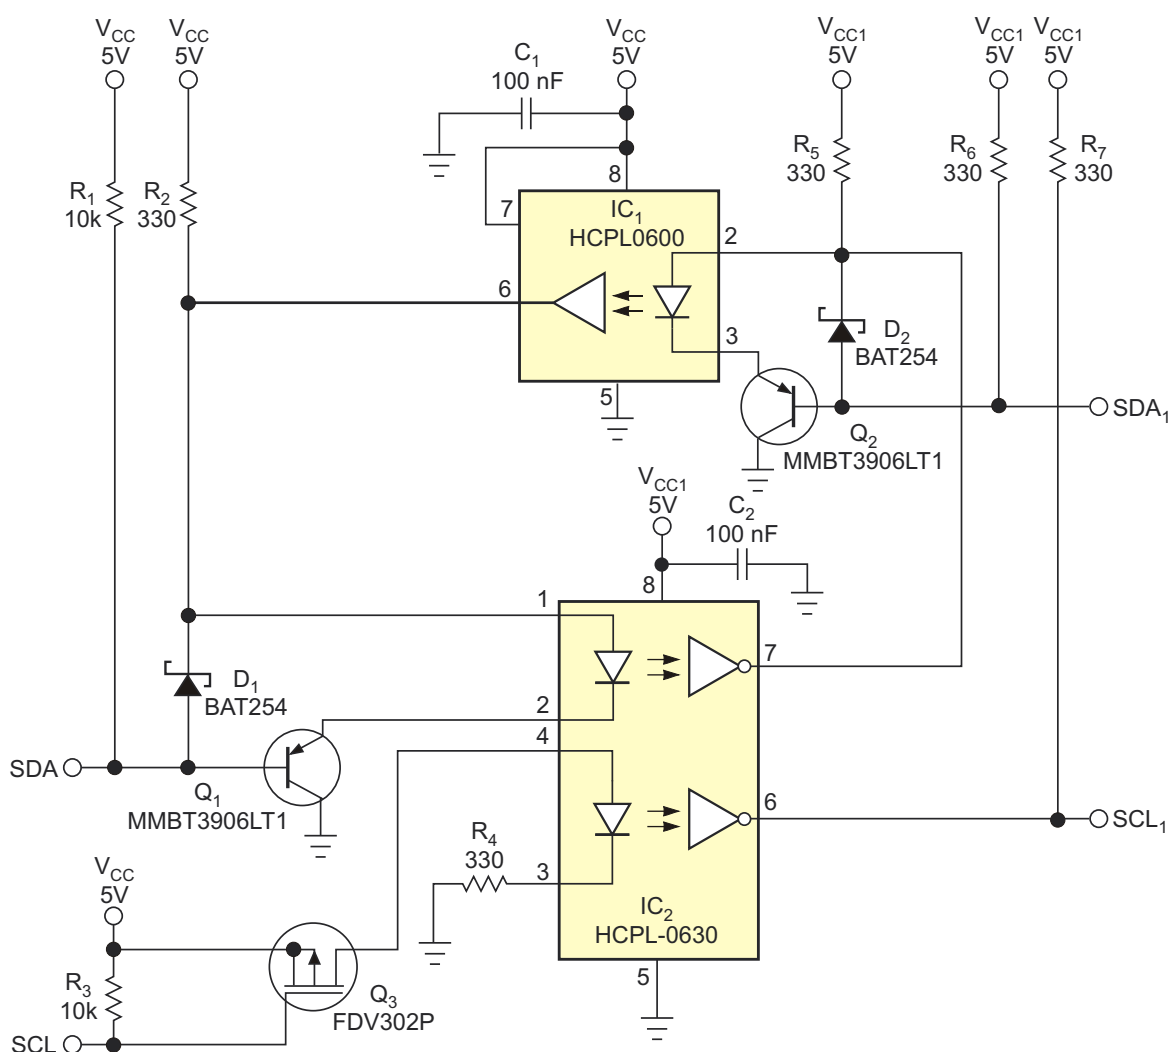 VCC
5V
VCC
5V
C1
100 nF
VCC
5V
VCC1
5V
VCC1
5V
VCC1
5V
R1
10k
R2
330
8
7
IC1
HCPL0600
2
6
3
5
R5
330
R6
330
R7
330
D2
BAT254
SDA1
Q2
MMBT3906LT1
VCC1
5V
C2
100 nF
8
1
7
D1
BAT254
2
4
SDA
Q1
MMBT3906LT1
6
SCL1
R4
330
3
IC2
HCPL-0630
5
VCC
5V
R3
10k
Q3
FDV302P
SCL